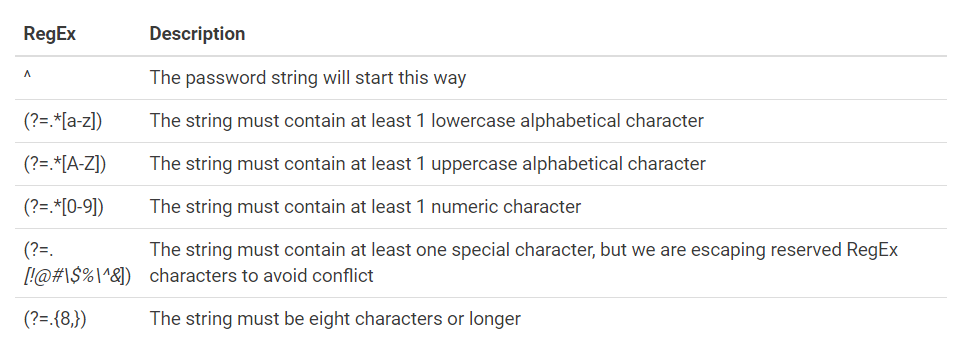 RegEx Description
^ The password string will start this way
(?=.*[a-z]) The string must contain at least 1 lowercase alphabetical character
(?=.*[A-Z]) The string must contain at least 1 uppercase alphabetical character
(?=.*[0-9]) The string must contain at least 1 numeric character
(?=. The string must contain at least one special character, but we are escaping reserved RegEx
[!@#\$%\^&]) characters to avoid conflict
(?=.{8,}) The string must be eight characters or longer